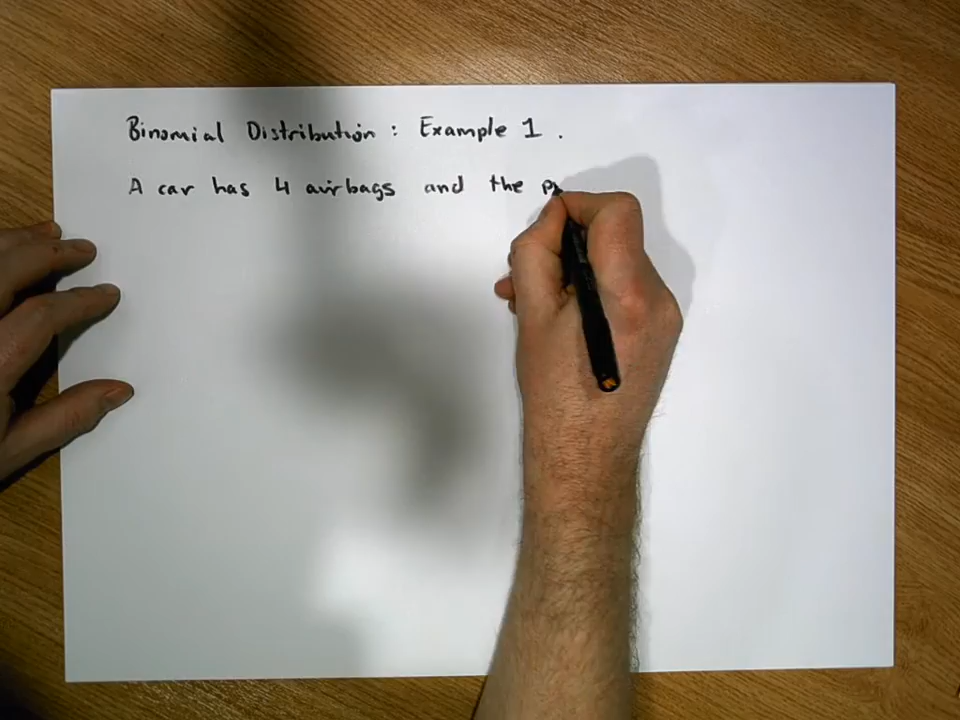 Binomial Distribution : Example 1 .
A car has 4 airbags and the